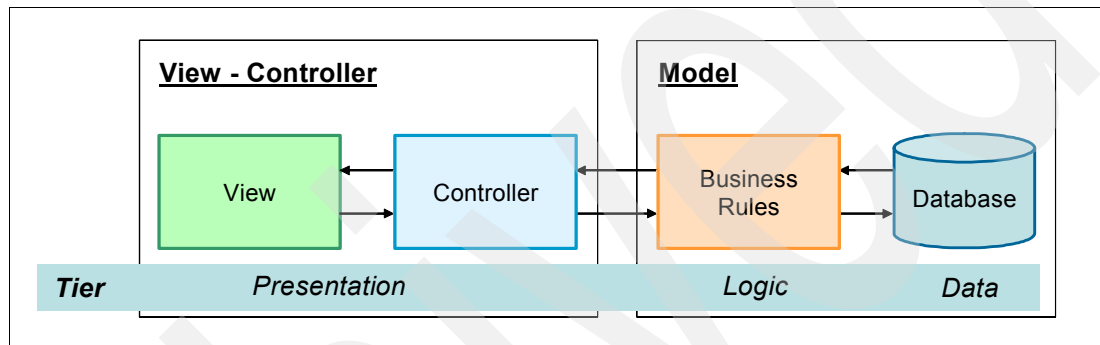 View - Controller
Model
View
Controller
Business
Rules
Database
Tier
Presentation
Logic
Data